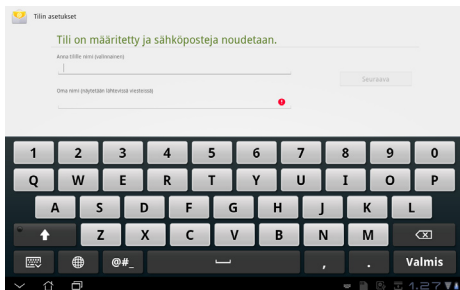 Tilin asetukset
Tili on määritetty ja sähköposteja noudetaan.
Anna tilille nimi (valinnainen)
Seuraava
Oma nimi (näytetään lähtevissä viesteissä)
1 2 3 4 5 6 7 8 9 0
Q W E R T Y U I O P
A S D F G H J K L
Z X C V B N M
@#_ , . Valmis
1.27